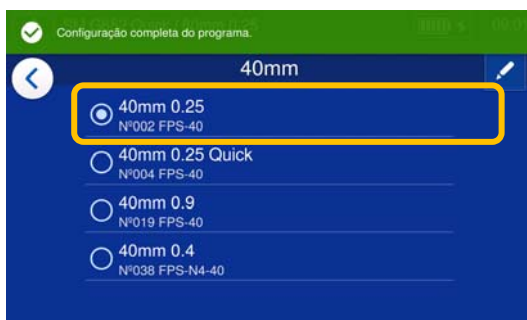 Configuração completa do programa.
40mm
40mm 0.25
Nº002 FPS-40
40mm 0.25 Quick
Nº004 FPS-40
40mm 0.9
Nº019 FPS-40
40mm 0.4
Nº038 FPS-N4-40